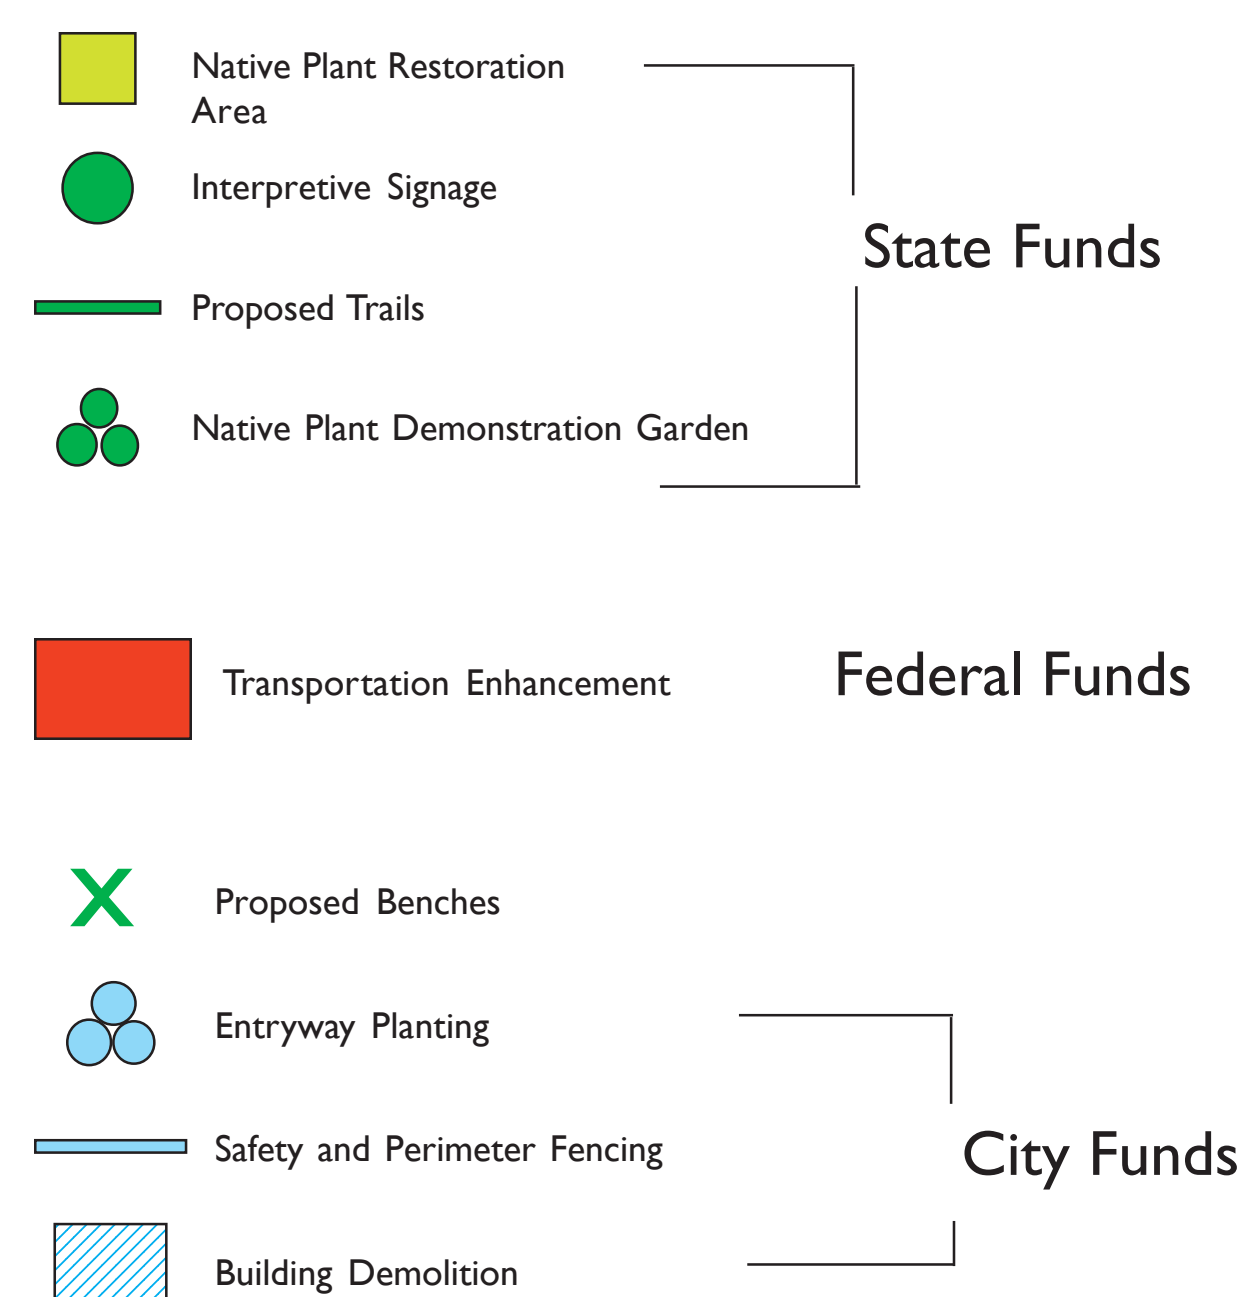 Native Plant Restoration
Area
Interpretive Signage
State Funds
Proposed Trails
Native Plant Demonstration Garden
Transportation Enhancement
Federal Funds
Proposed Benches
Entryway Planting
Safety and Perimeter Fencing
City Funds
Building Demolition